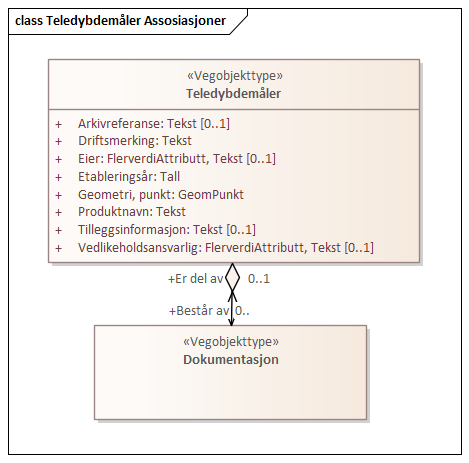 class Teledybdemåler Assosiasjoner
«Vegobjekttype»
Teledybdemåler
+ Arkivreferanse: Tekst [0..1]
+ Driftsmerking: Tekst
+ Eier: FlerverdiAttributt, Tekst [0..1]
+ Etableringsår: Tall
+ Geometri, punkt: GeomPunkt
+ Produktnavn: Tekst
+ Tilleggsinformasjon: Tekst [0..1]
+ Vedlikeholdsansvarlig: FlerverdiAttributt, Tekst [0..1]
+Er del av 0..1
+Består av 0..
«Vegobjekttype»
Dokumentasjon